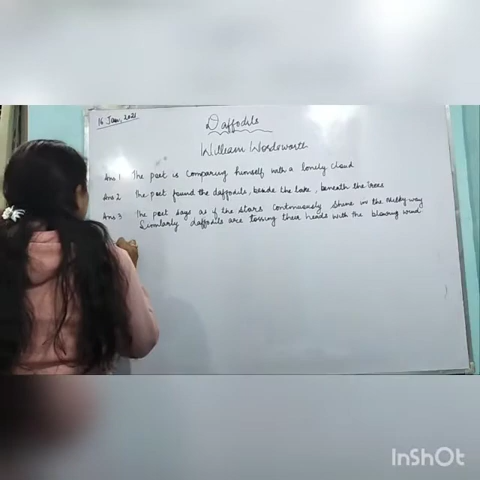 16 Jan, 2021
Daffodils
William Wordsworth
Ans 1 The poet is comparing himself with a lonely cloud
Ans 2 The poet found the daffodils, beside the lake, beneath the trees
Ans 3 The poet says as if the stars continuously shine in the milky way
Similarly daffodils are tossing their heads with the blowing wind
InShOt